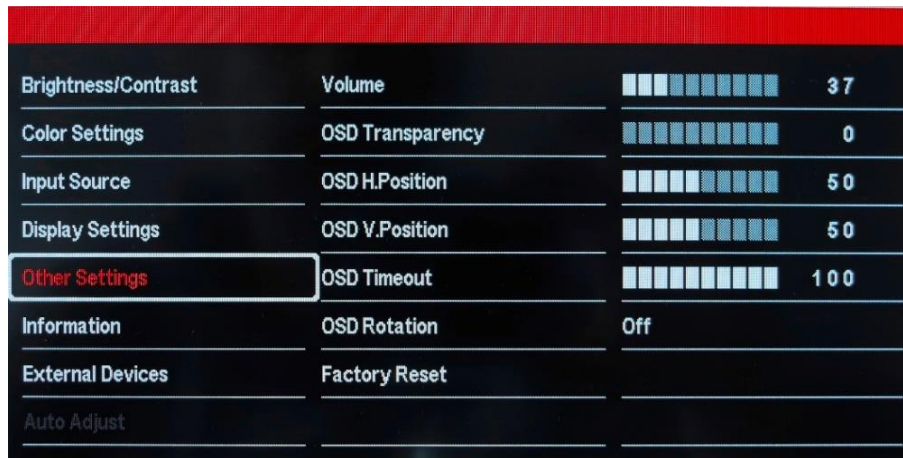 Brightness/Contrast Volume 37
Color Settings OSD Transparency 0
Input Source OSD H.Position 50
Display Settings OSD V.Position 50
Other Settings OSD Timeout 100
Information OSD Rotation Off
External Devices Factory Reset
Auto Adjust